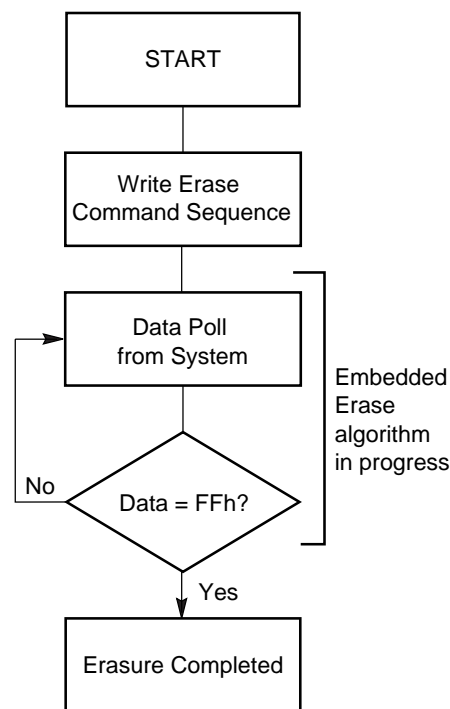 START
Write Erase
Command Sequence
Data Poll
from System
Embedded
Erase
algorithm
in progress
No
Data = FFh?
Yes
Erasure Completed